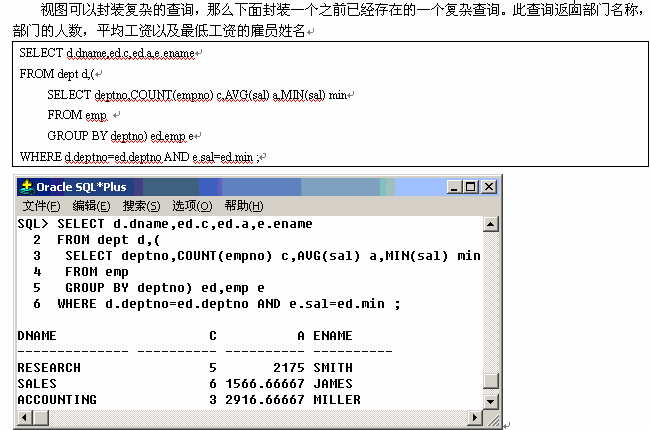 视图可以封装复杂的查询，那么下面封装一个之前已经存在的一个复杂查询。此查询返回部门名称，
部门的人数，平均工资以及最低工资的雇员姓名
SELECT d.dname,ed.c,ed.a,e.ename
FROM dept d,(
SELECT deptno,COUNT(empno) c,AVG(sal) a,MIN(sal) min
FROM emp
GROUP BY deptno) ed,emp e
WHERE d.deptno=ed.deptno AND e.sal=ed.min ;
Oracle SQL*Plus
文件(F) 编辑(E) 搜索(S) 选项(O) 帮助(H)
SQL> SELECT d.dname,ed.c,ed.a,e.ename
2 FROM dept d,(
3 SELECT deptno,COUNT(empno) c,AVG(sal) a,MIN(sal) min
4 FROM emp
5 GROUP BY deptno) ed,emp e
6 WHERE d.deptno=ed.deptno AND e.sal=ed.min ;
DNAME C A ENAME
-------------- ---------- ---------- ----------
RESEARCH 5 2175 SMITH
SALES 6 1566.66667 JAMES
ACCOUNTING 3 2916.66667 MILLER